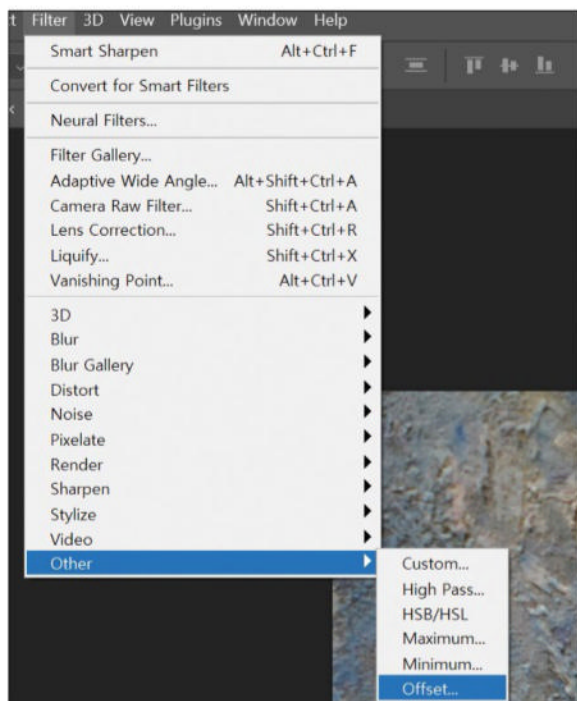 Filter 3D View Plugins Window Help
Smart Sharpen Alt+Ctrl+F
Convert for Smart Filters
Neural Filters...
Filter Gallery...
Adaptive Wide Angle... Alt+Shift+Ctrl+A
Camera Raw Filter... Shift+Ctrl+A
Lens Correction... Shift+Ctrl+R
Liquify... Shift+Ctrl+X
Vanishing Point... Alt+Ctrl+V
3D
Blur
Blur Gallery
Distort
Noise
Pixelate
Render
Sharpen
Stylize
Video
Other
Custom...
High Pass...
HSB/HSL
Maximum...
Minimum...
Offset...